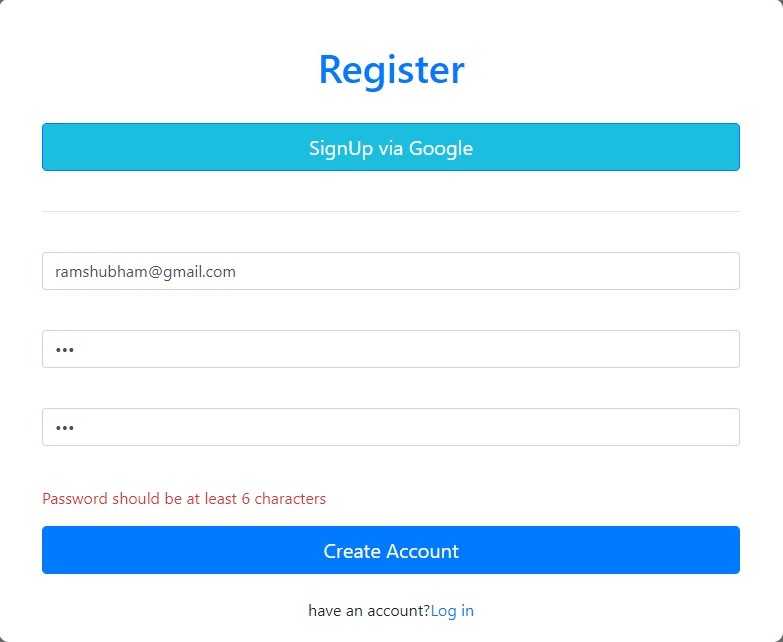 Register
SignUp via Google
ramshubham@gmail.com
•••
•••
Password should be at least 6 characters
Create Account
have an account?Log in